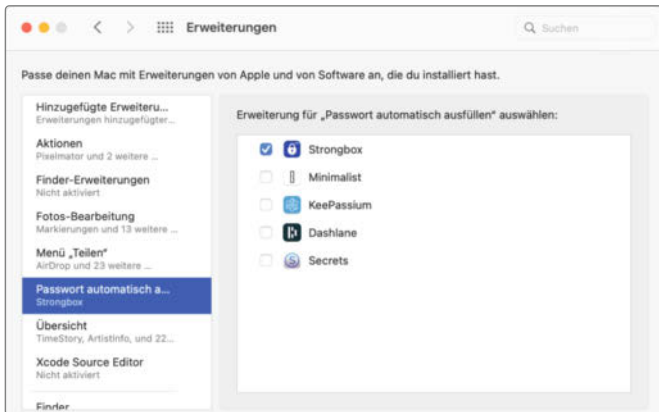 Erweiterungen
Suchen
Passe deinen Mac mit Erweiterungen von Apple und von Software an, die du installiert hast.
Hinzugefügte Erweiteru...
Erweiterungen hinzugefügter...
Aktionen
Pixelmator und 2 weitere ...
Finder-Erweiterungen
Nicht aktiviert
Fotos-Bearbeitung
Markierungen und 13 weitere ...
Menü „Teilen“
AirDrop und 23 weitere ...
Passwort automatisch a...
Strongbox
Übersicht
TimeStory, Artistinfo, und 22...
Xcode Source Editor
Nicht aktiviert
Finder
Erweiterung für „Passwort automatisch ausfüllen“ auswählen:
Strongbox
Minimalist
KeePassium
Dashlane
Secrets